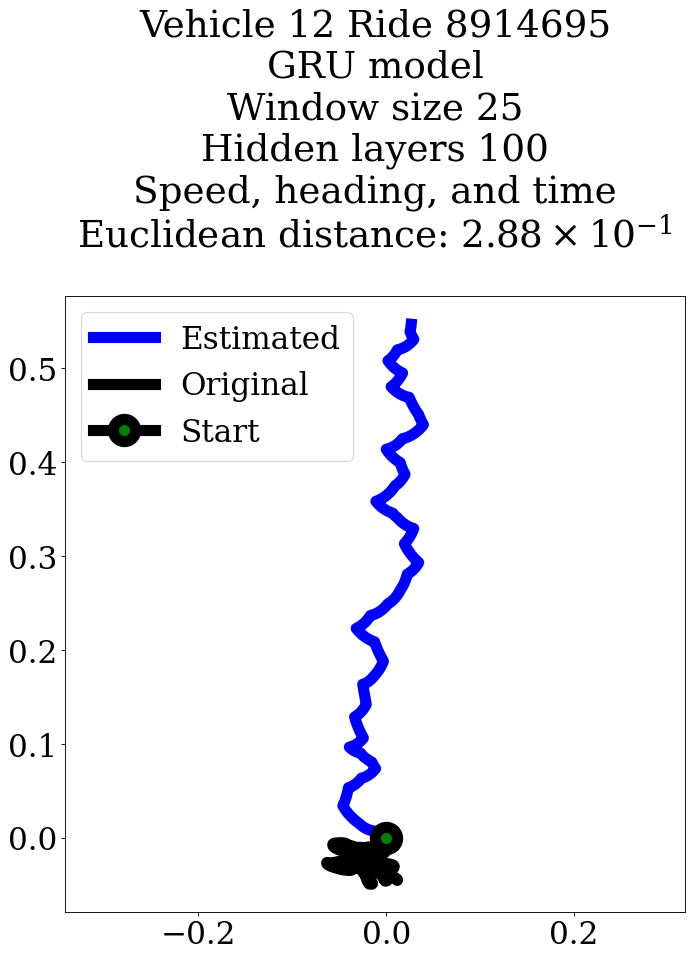 Vehicle 12 Ride 8914695
GRU model
Window size 25
Hidden layers 100
Speed, heading, and time
Euclidean distance: 2.88 × 10⁻¹
Estimated
Original
Start
0.5
0.4
0.3
0.2
0.1
0.0
−0.2 0.0 0.2